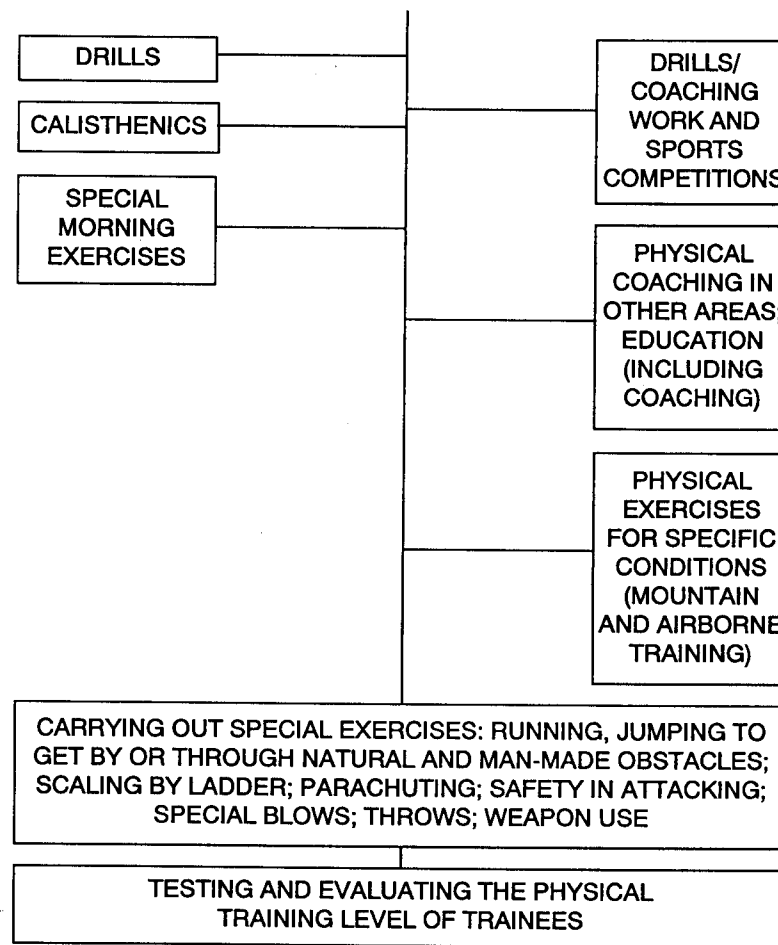 DRILLS
CALISTHENICS
SPECIAL
MORNING
EXERCISES
DRILLS/
COACHING
WORK AND
SPORTS
COMPETITIONS
PHYSICAL
COACHING IN
OTHER AREAS;
EDUCATION
(INCLUDING
COACHING)
PHYSICAL
EXERCISES
FOR SPECIFIC
CONDITIONS
(MOUNTAIN
AND AIRBORNE
TRAINING)
CARRYING OUT SPECIAL EXERCISES: RUNNING, JUMPING TO
GET BY OR THROUGH NATURAL AND MAN-MADE OBSTACLES;
SCALING BY LADDER; PARACHUTING; SAFETY IN ATTACKING;
SPECIAL BLOWS; THROWS; WEAPON USE
TESTING AND EVALUATING THE PHYSICAL
TRAINING LEVEL OF TRAINEES